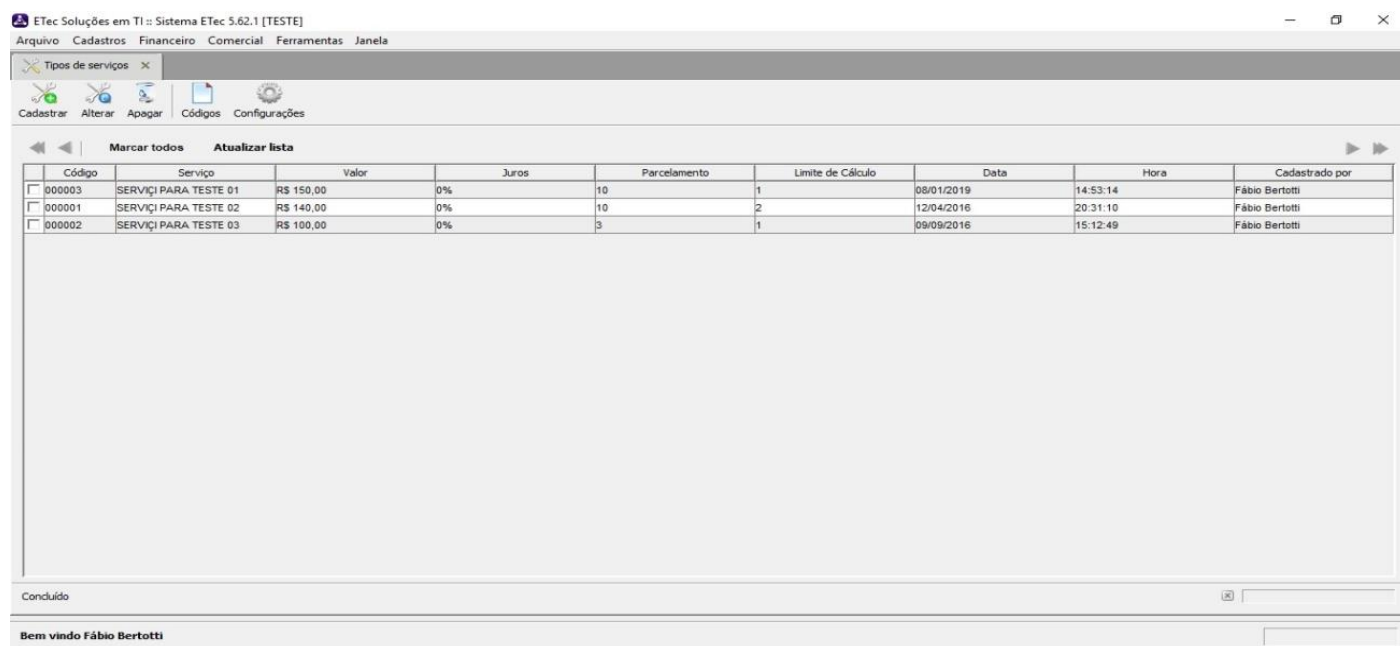 ETec Soluções em TI :: Sistema ETec 5.62.1 [TESTE]
Arquivo Cadastros Financeiro Comercial Ferramentas Janela
Tipos de serviços
Cadastrar Alterar Apagar Códigos Configurações
Marcar todos Atualizar lista
Código Serviço Valor Juros Parcelamento Limite de Cálculo Data Hora Cadastrado por
000003 SERVIÇI PARA TESTE 01 R$ 150,00 0% 10 1 08/01/2019 14:53:14 Fábio Bertotti
000001 SERVIÇI PARA TESTE 02 R$ 140,00 0% 10 2 12/04/2016 20:31:10 Fábio Bertotti
000002 SERVIÇI PARA TESTE 03 R$ 100,00 0% 3 1 09/09/2016 15:12:49 Fábio Bertotti
Concluído
Bem vindo Fábio Bertotti